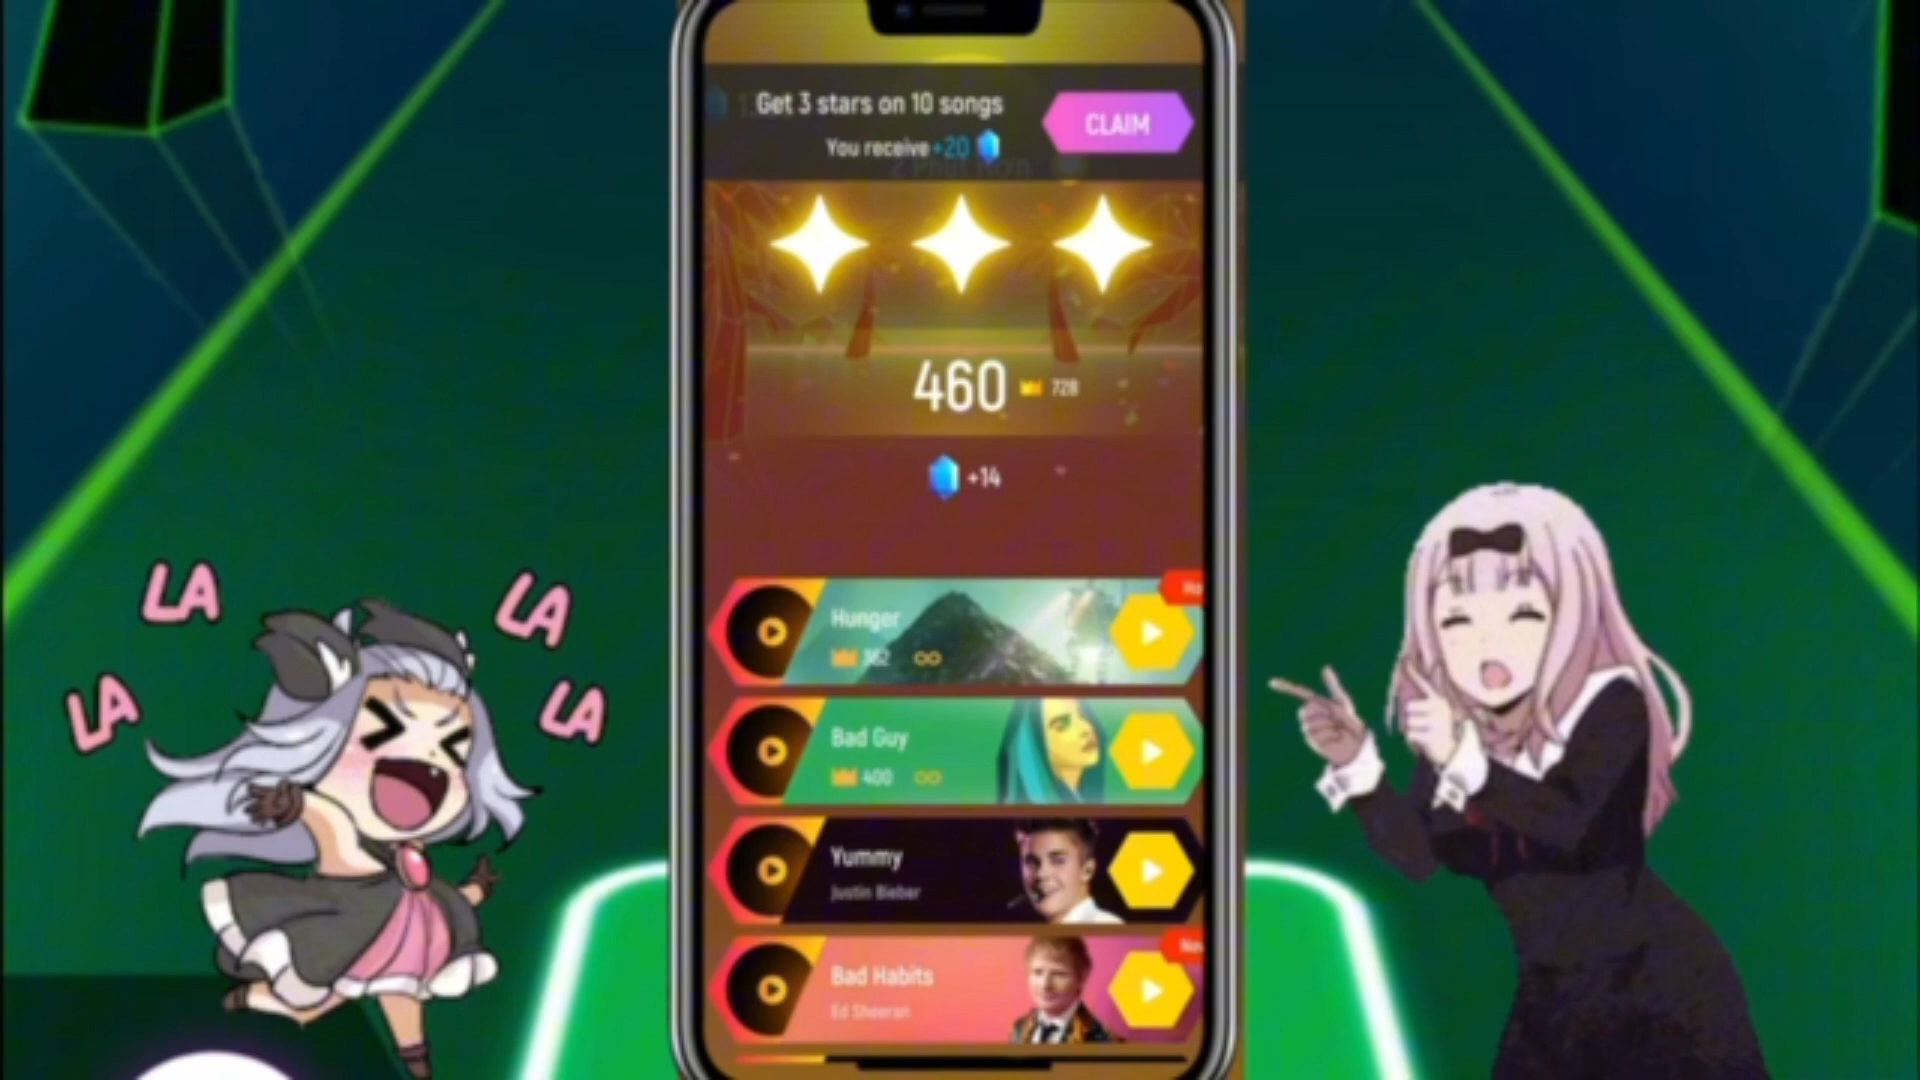 Get 3 stars on 10 songs
CLAIM
You receive +20
460 728
+14
Hunger
Bad Guy
400
Yummy
Justin Bieber
Bad Habits
Ed Sheeran
LA
LA
LA
LA